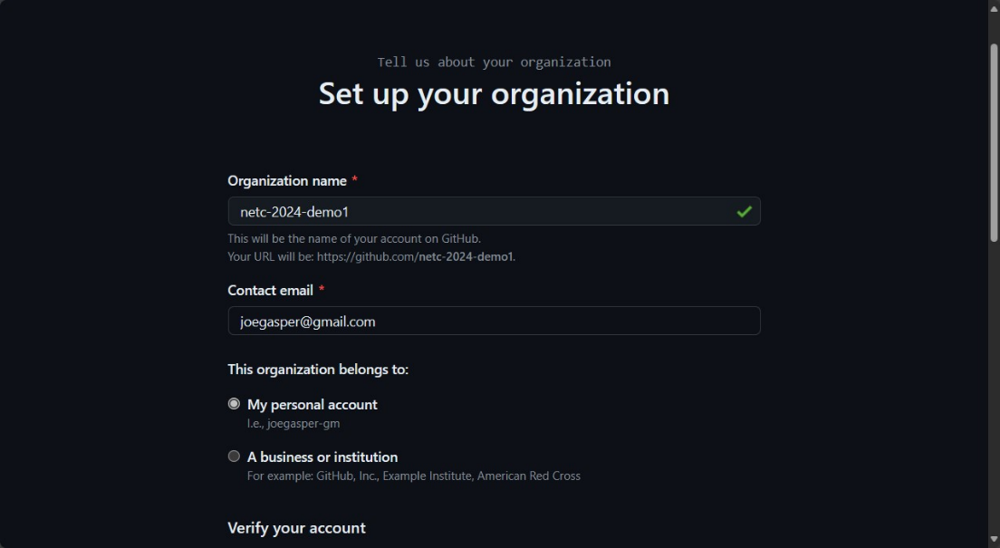 Tell us about your organization
Set up your organization
Organization name *
netc-2024-demo1
This will be the name of your account on GitHub.
Your URL will be: https://github.com/netc-2024-demo1.
Contact email *
joegasper@gmail.com
This organization belongs to:
My personal account
I.e., joegasper-gm
A business or institution
For example: GitHub, Inc., Example Institute, American Red Cross
Verify your account